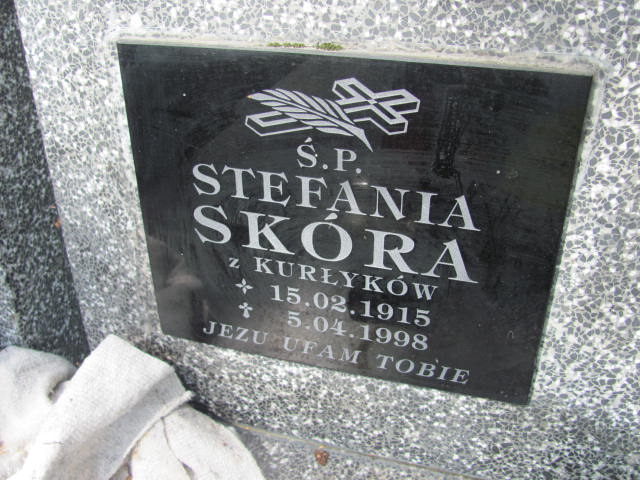 Ś.P.
STEFANIA
SKÓRA
z KURŁYKÓW
15.02.1915
5.04.1998
JEZU UFAM TOBIE